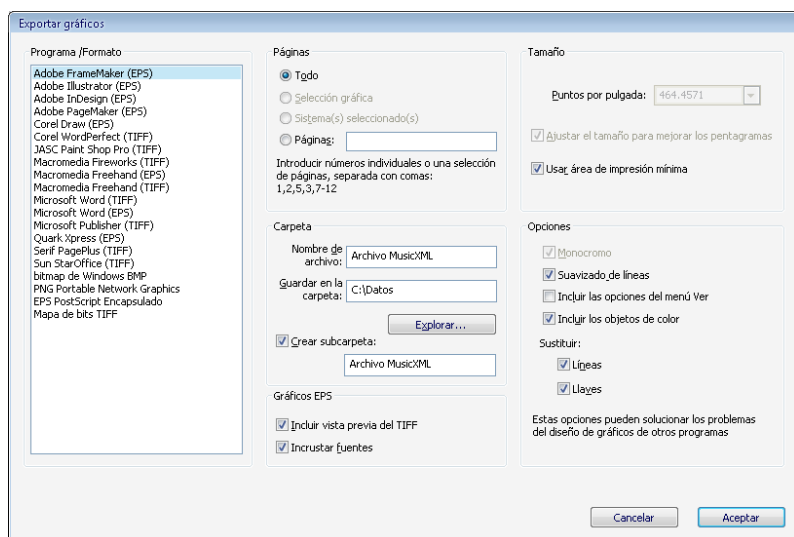 Exportar gráficos
Programa /Formato
Adobe FrameMaker (EPS)
Adobe Illustrator (EPS)
Adobe InDesign (EPS)
Adobe PageMaker (EPS)
Corel Draw (EPS)
Corel WordPerfect (TIFF)
JASC Paint Shop Pro (TIFF)
Macromedia Fireworks (TIFF)
Macromedia Freehand (EPS)
Macromedia Freehand (TIFF)
Microsoft Word (TIFF)
Microsoft Word (EPS)
Microsoft Publisher (TIFF)
Quark Xpress (EPS)
Serif PagePlus (TIFF)
Sun StarOffice (TIFF)
bitmap de Windows BMP
PNG Portable Network Graphics
EPS PostScript Encapsulado
Mapa de bits TIFF
Páginas
Todo
Selección gráfica
Sistema(s) seleccionado(s)
Páginas:
Introducir números individuales o una selección
de páginas, separada con comas:
1,2,5,3,7-12
Carpeta
Nombre de
archivo:
Archivo MusicXML
Guardar en la
carpeta:
C:\Datos
Explorar...
Crear subcarpeta:
Archivo MusicXML
Gráficos EPS
Incluir vista previa del TIFF
Incrustar fuentes
Tamaño
Puntos por pulgada:
464.4571
Ajustar el tamaño para mejorar los pentagramas
Usar área de impresión mínima
Opciones
Monocromo
Suavizado de líneas
Incluir las opciones del menú Ver
Incluir los objetos de color
Sustituir:
Líneas
Llaves
Estas opciones pueden solucionar los problemas
del diseño de gráficos de otros programas
Cancelar
Aceptar